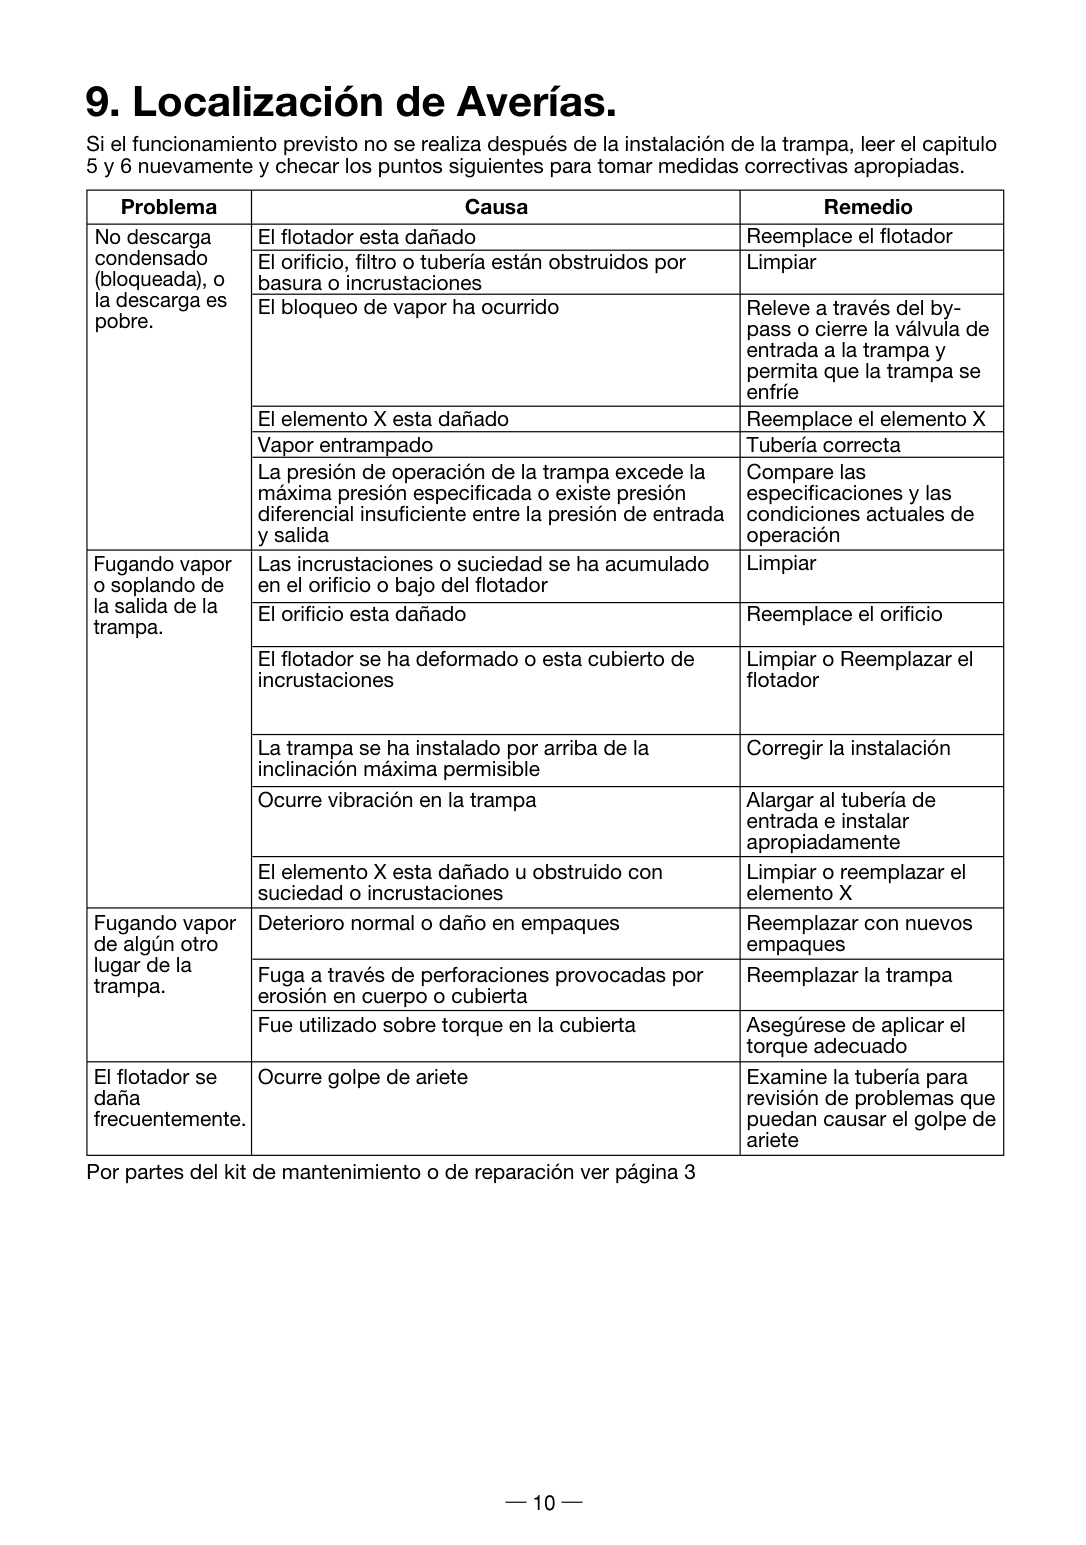 9. Localización de Averías.
Si el funcionamiento previsto no se realiza después de la instalación de la trampa, leer el capitulo
5 y 6 nuevamente y checar los puntos siguientes para tomar medidas correctivas apropiadas.
Problema Causa Remedio
No descarga
condensado
(bloqueada), o
la descarga es
pobre.
El flotador esta dañado
Reemplace el flotador
El orificio, filtro o tubería están obstruidos por
basura o incrustaciones
Limpiar
El bloqueo de vapor ha ocurrido
Releve a través del by-
pass o cierre la válvula de
entrada a la trampa y
permita que la trampa se
enfríe
El elemento X esta dañado
Reemplace el elemento X
Vapor entrampado
Tubería correcta
La presión de operación de la trampa excede la
máxima presión especificada o existe presión
diferencial insuficiente entre la presión de entrada
y salida
Compare las
especificaciones y las
condiciones actuales de
operación
Fugando vapor
o soplando de
la salida de la
trampa.
Las incrustaciones o suciedad se ha acumulado
en el orificio o bajo del flotador
Limpiar
El orificio esta dañado
Reemplace el orificio
El flotador se ha deformado o esta cubierto de
incrustaciones
Limpiar o Reemplazar el
flotador
La trampa se ha instalado por arriba de la
inclinación máxima permisible
Corregir la instalación
Ocurre vibración en la trampa
Alargar al tubería de
entrada e instalar
apropiadamente
El elemento X esta dañado u obstruido con
suciedad o incrustaciones
Limpiar o reemplazar el
elemento X
Fugando vapor
de algún otro
lugar de la
trampa.
Deterioro normal o daño en empaques
Reemplazar con nuevos
empaques
Fuga a través de perforaciones provocadas por
erosión en cuerpo o cubierta
Reemplazar la trampa
Fue utilizado sobre torque en la cubierta
Asegúrese de aplicar el
torque adecuado
El flotador se
daña
frecuentemente.
Ocurre golpe de ariete
Examine la tubería para
revisión de problemas que
puedan causar el golpe de
ariete
Por partes del kit de mantenimiento o de reparación ver página 3
— 10 —